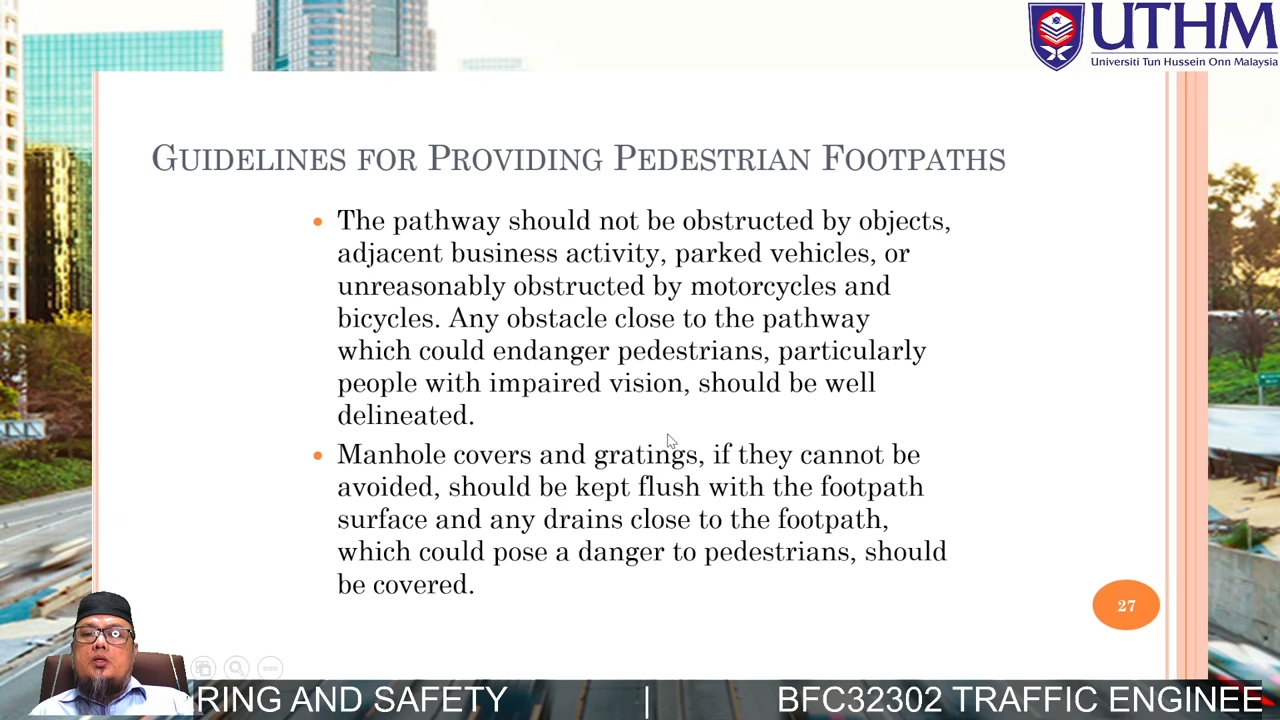 UTHM
Universiti Tun Hussein Onn Malaysia
GUIDELINES FOR PROVIDING PEDESTRIAN FOOTPATHS
• The pathway should not be obstructed by objects,
adjacent business activity, parked vehicles, or
unreasonably obstructed by motorcycles and
bicycles. Any obstacle close to the pathway
which could endanger pedestrians, particularly
people with impaired vision, should be well
delineated.
• Manhole covers and gratings, if they cannot be
avoided, should be kept flush with the footpath
surface and any drains close to the footpath,
which could pose a danger to pedestrians, should
be covered.
27
RING AND SAFETY | BFC32302 TRAFFIC ENGINEE